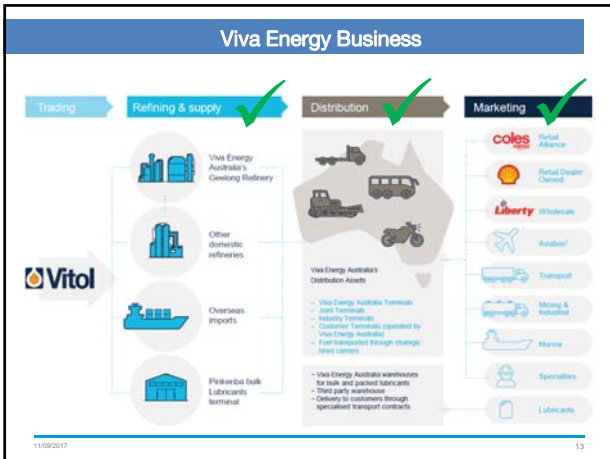 Viva Energy Business
Trading
Refining & supply
Distribution
Marketing
Vitol
Viva Energy
Australia's
Geelong Refinery
Other
domestic
refineries
Overseas
imports
Pinkenba bulk
Lubricants
terminal
Viva Energy Australia's
Distribution Assets
– Viva Energy Australia Terminals
– Joint Terminals
– Industry Terminals
– Customer Terminals (operated by
Viva Energy Australia)
– Fuel transported through strategic
hired carriers
– Viva Energy Australia warehouses
for bulk and packed lubricants
– Third party warehouse
– Delivery to customers through
specialised transport contracts
coles
express
Retail
Alliance
Retail Dealer
Owned
Liberty
Wholesale
Aviation¹
Transport
Mining &
Industrial
Marine
Specialties
Lubricants
11/09/2017
13